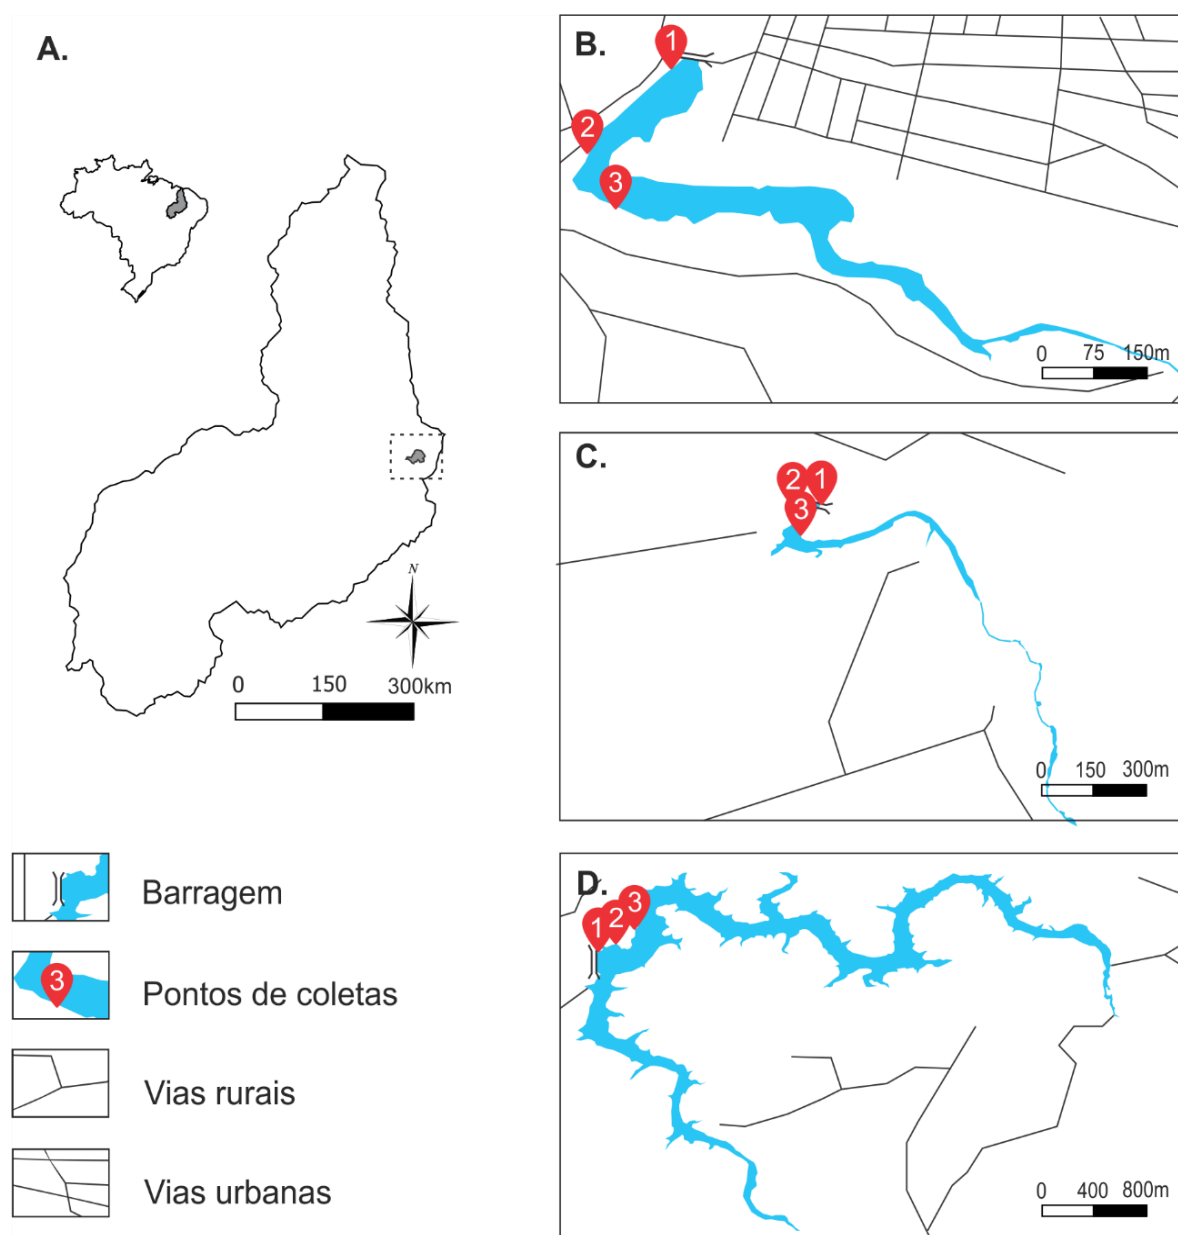 A.
N
0 150 300km
Barragem
3
Pontos de coletas
Vias rurais
Vias urbanas
B.
1
2
3
0 75 150m
C.
2 1
3
0 150 300m
D.
1 2 3
0 400 800m